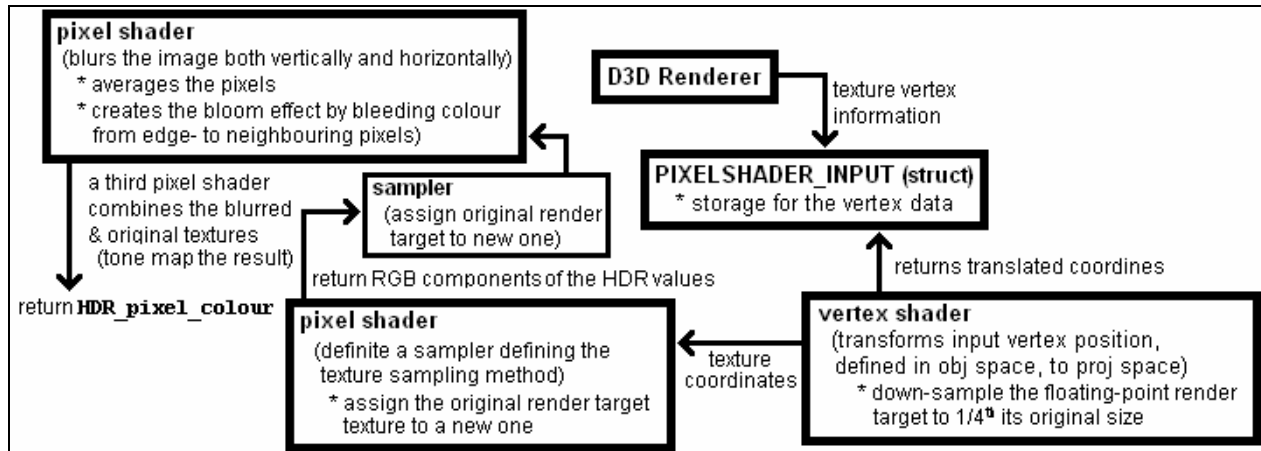 pixel shader
(blurs the image both vertically and horizontally)
* averages the pixels
* creates the bloom effect by bleeding colour
from edge- to neighbouring pixels)
D3D Renderer
texture vertex
information
PIXELSHADER_INPUT (struct)
* storage for the vertex data
a third pixel shader
combines the blurred
& original textures
(tone map the result)
sampler
(assign original render
target to new one)
return HDR_pixel_colour
return RGB components of the HDR values
returns translated coordines
pixel shader
(definite a sampler defining the
texture sampling method)
* assign the original render target
texture to a new one
texture
coordinates
vertex shader
(transforms input vertex position,
defined in obj space, to proj space)
* down-sample the floating-point render
target to 1/4th its original size